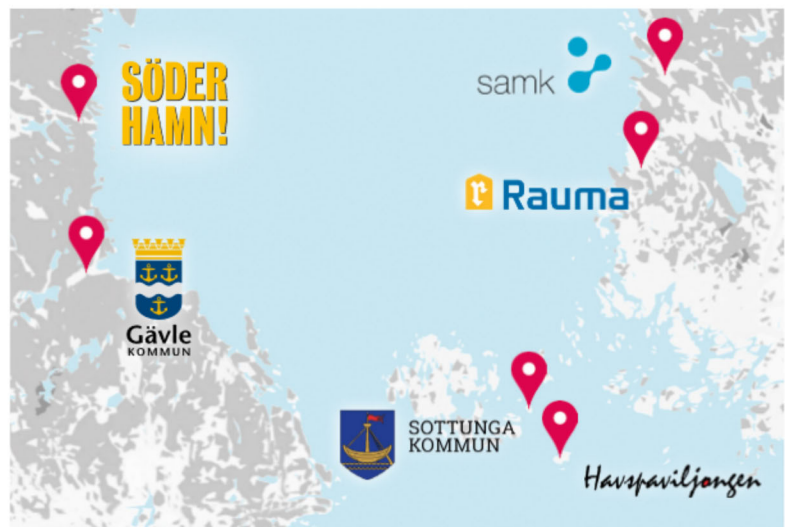 SÖDER
HAMN!
samk
Rauma
Gävle
KOMMUN
SOTTUNGA
KOMMUN
Havspaviljongen